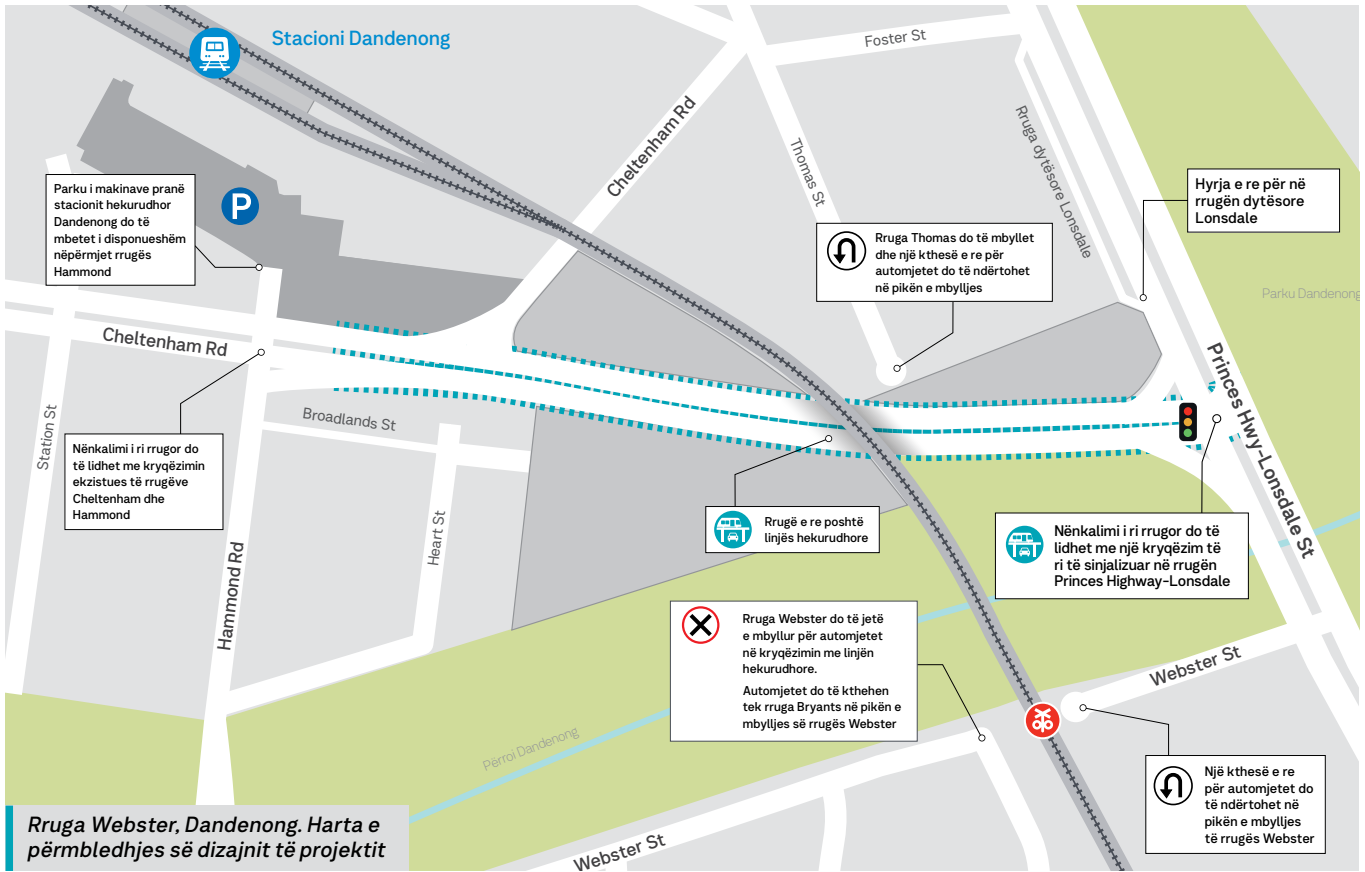 Stacioni Dandenong
Foster St
Cheltenham Rd
Thomas St
Rruga dytësore Lonsdale
Hyrja e re për në
rrugën dytësore
Lonsdale
Parku i makinave pranë
stacionit hekurudhor
Dandenong do të
mbetet i disponueshëm
nëpërmjet rrugës
Hammond
P
Rruga Thomas do të mbyllet
dhe një kthesë e re për
automjetet do të ndërtohet
në pikën e mbylljes
Parku Dandenong
Cheltenham Rd
Princes Hwy-Lonsdale St
Station St
Broadlands St
Nënkalimi i ri rrugor do
të lidhet me kryqëzimin
ekzistues të rrugëve
Cheltenham dhe
Hammond
Heart St
Hammond Rd
Rrugë e re poshtë
linjës hekurudhore
Nënkalimi i ri rrugor do të
lidhet me një kryqëzim të
ri të sinjalizuar në rrugën
Princes Highway-Lonsdale
Rruga Webster do të jetë
e mbyllur për automjetet
në kryqëzimin me linjën
hekurudhore.
Automjetet do të kthehen
tek rruga Bryants në pikën e
mbylljes së rrugës Webster
Webster St
Përroi Dandenong
Një kthesë e re
për automjetet do
të ndërtohet në
pikën e mbylljes
të rrugës Webster
Webster St
Rruga Webster, Dandenong. Harta e
përmbledhjes së dizajnit të projektit